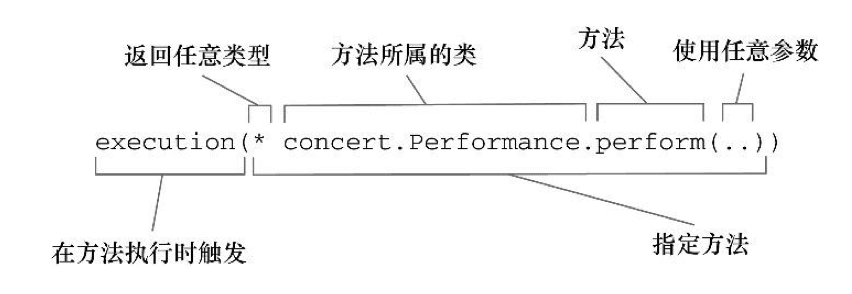 返回任意类型
方法所属的类
方法
使用任意参数
execution(* concert.Performance.perform(..))
在方法执行时触发
指定方法